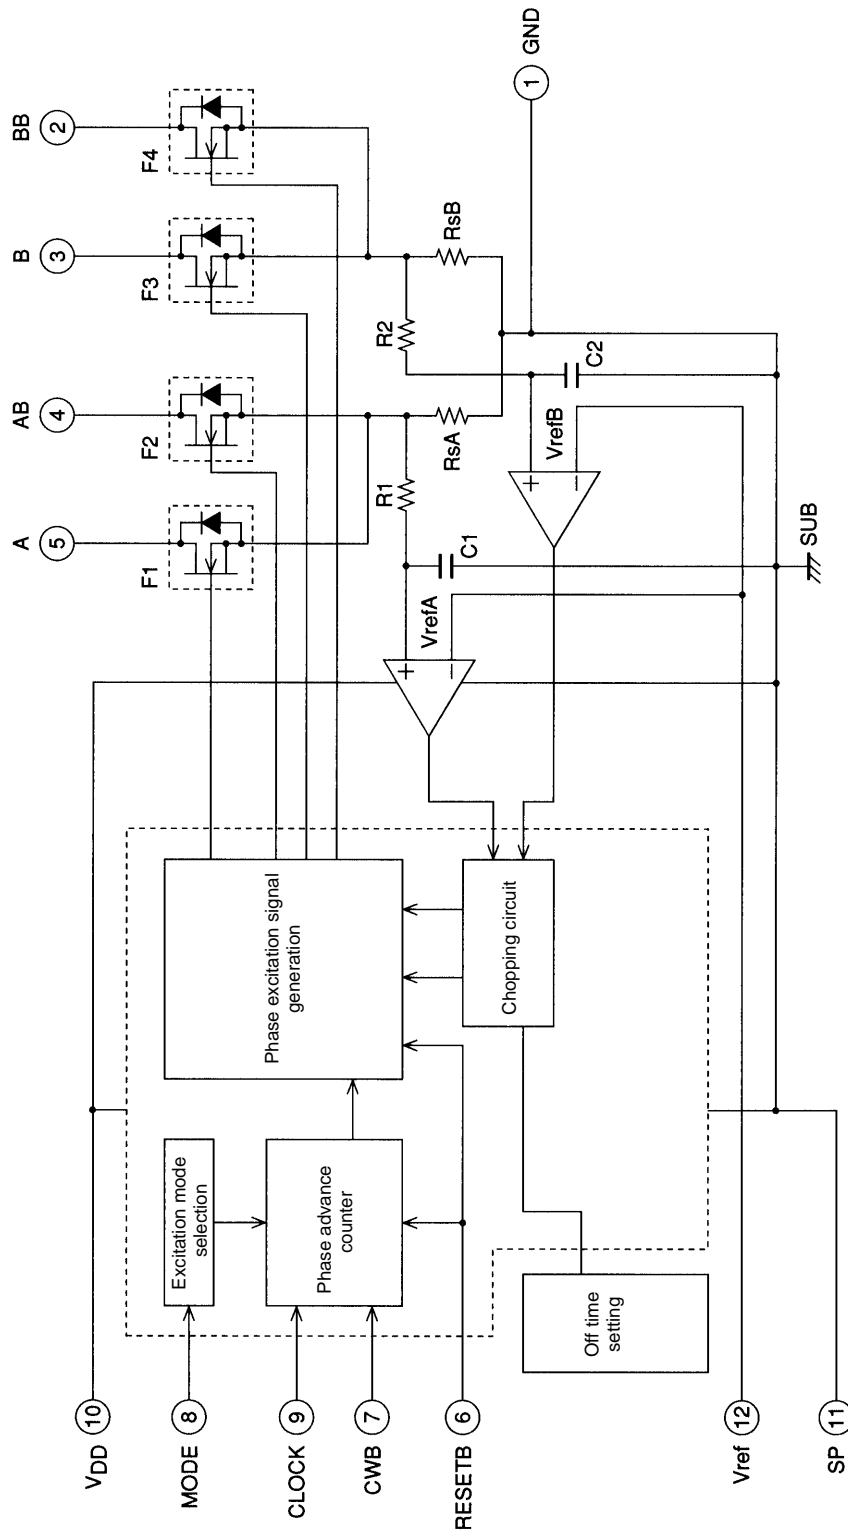 VDD 10
MODE 8
CLOCK 9
CWB 7
RESETB 6
Vref 12
SP 11
Excitation mode
selection
Phase advance
counter
Off time
setting
Phase excitation signal
generation
Chopping circuit
VrefA
+
−
VrefB
+
−
A 5
AB 4
B 3
BB 2
F1
F2
F3
F4
R1
C1
RsA
R2
C2
RsB
SUB
1 GND